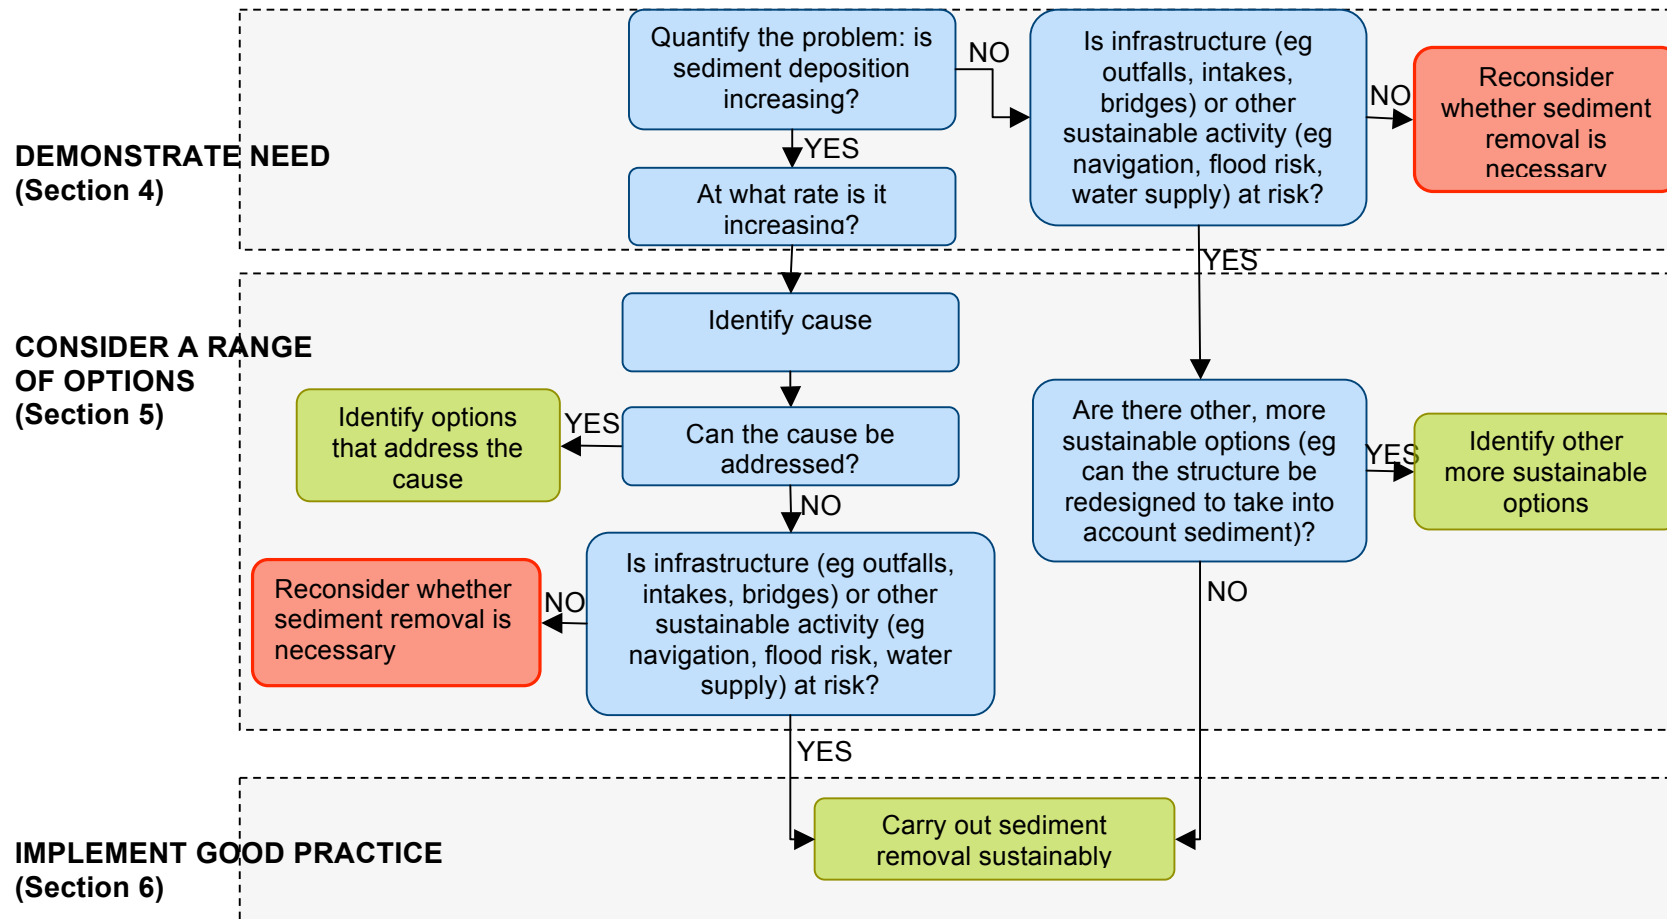 DEMONSTRATE NEED
(Section 4)
Quantify the problem: is
sediment deposition
increasing?
NO
Is infrastructure (eg
outfalls, intakes,
bridges) or other
sustainable activity (eg
navigation, flood risk,
water supply) at risk?
NO
Reconsider
whether sediment
removal is
necessary
YES
At what rate is it
increasing?
YES
CONSIDER A RANGE
OF OPTIONS
(Section 5)
Identify cause
Identify options
that address the
cause
YES
Can the cause be
addressed?
Are there other, more
sustainable options (eg
can the structure be
redesigned to take into
account sediment)?
YES
Identify other
more sustainable
options
NO
Reconsider whether
sediment removal is
necessary
NO
Is infrastructure (eg outfalls,
intakes, bridges) or other
sustainable activity (eg
navigation, flood risk, water
supply) at risk?
NO
YES
IMPLEMENT GOOD PRACTICE
(Section 6)
Carry out sediment
removal sustainably